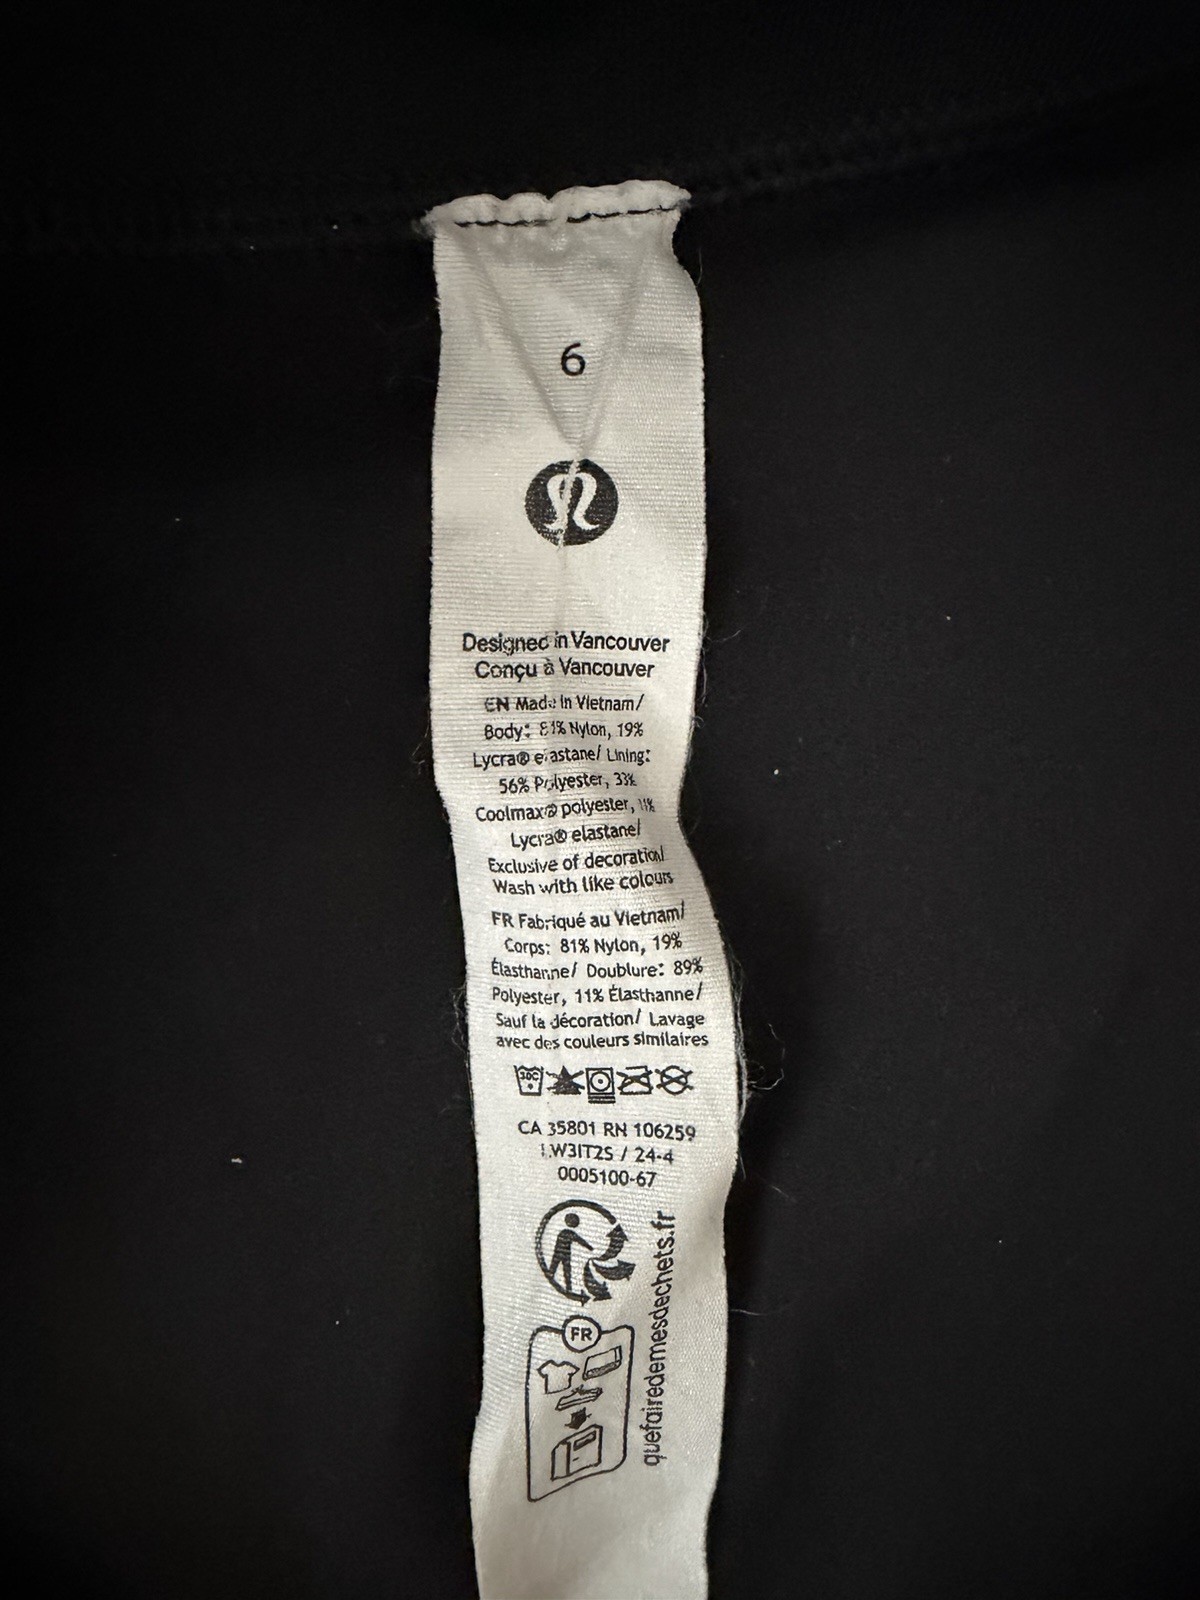 6
Designed in Vancouver
Conçu à Vancouver
EN Made in Vietnam/
Body: 81% Nylon, 19%
Lycra® elastane/ Lining:
56% Polyester, 33%
Coolmax® polyester, 11%
Lycra® elastane/
Exclusive of decoration/
Wash with like colours
FR Fabriqué au Vietnam/
Corps: 81% Nylon, 19%
Élasthanne/ Doublure: 89%
Polyester, 11% Élasthanne/
Sauf la décoration/ Lavage
avec des couleurs similaires
30C
CA 35801 RN 106259
LW3IT2S / 24-4
0005100-67
FR
quefairedemesdechets.fr